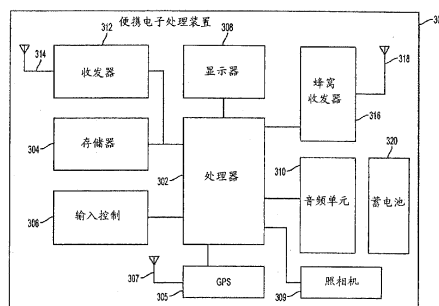 便携电子处理装置
30
312
314
收发器
308
显示器
蜂窝
收发器
318
316
304
存储器
302
处理器
310
音频单元
320
蓄电池
306
输入控制
307
GPS
305
照相机
309